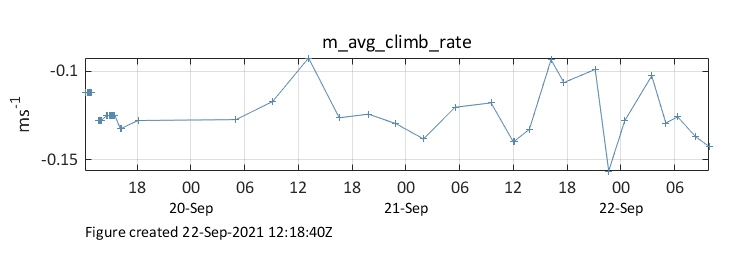 m_avg_climb_rate
-0.1
-0.15
ms-1
18 00 06 12 18 00 06 12 18 00 06
20-Sep 21-Sep 22-Sep
Figure created 22-Sep-2021 12:18:40Z